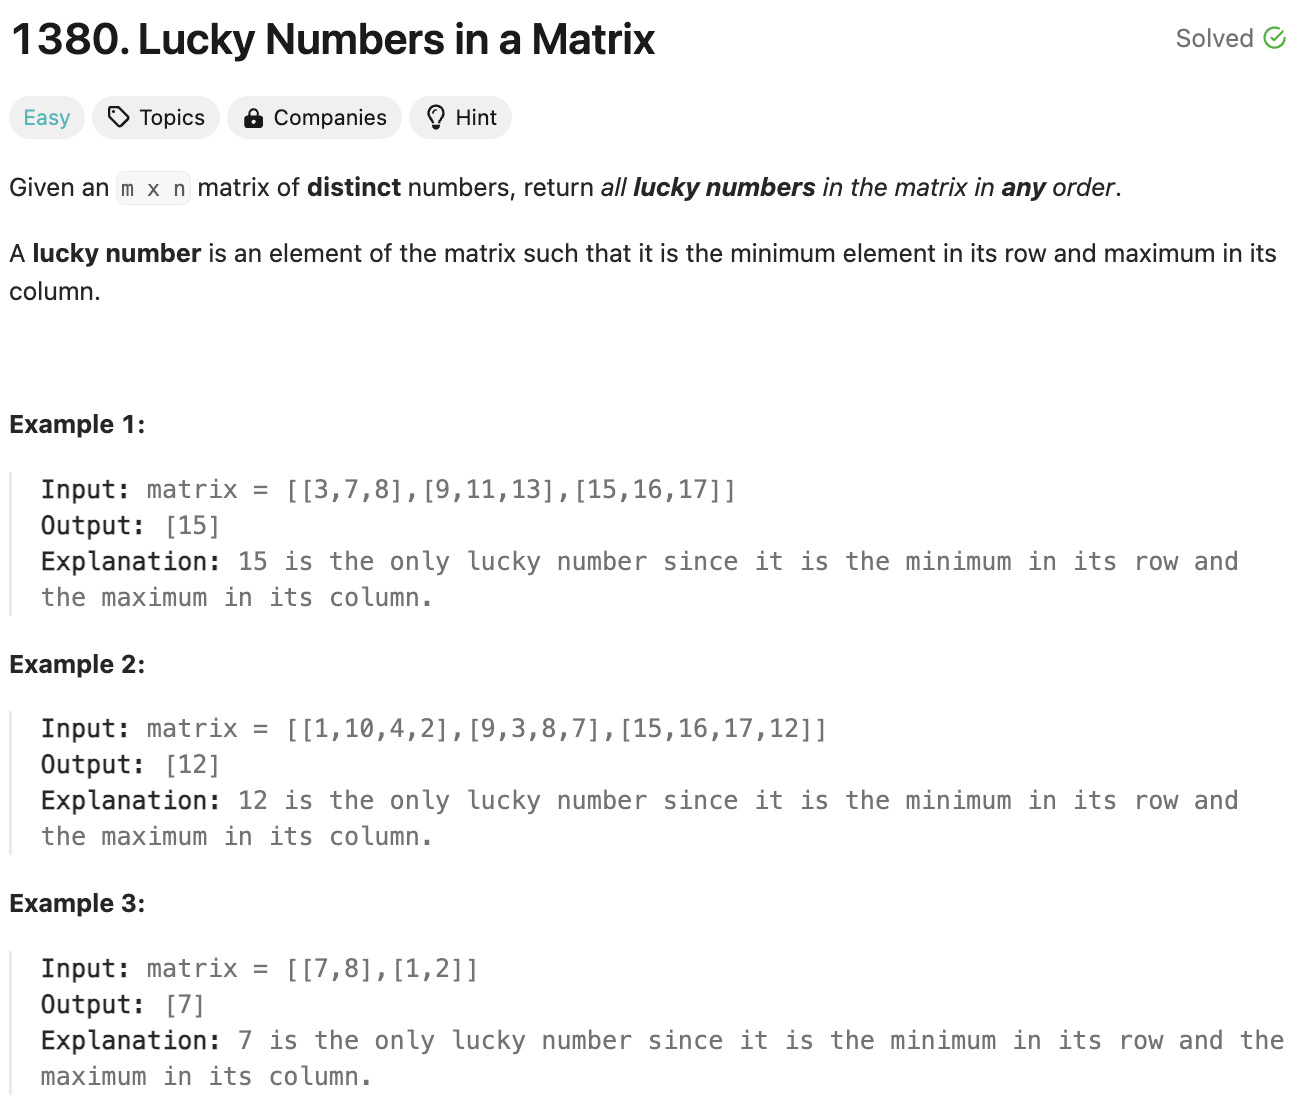 1380. Lucky Numbers in a Matrix
Solved
Easy
Topics
Companies
Hint
Given an m x n matrix of distinct numbers, return all lucky numbers in the matrix in any order.
A lucky number is an element of the matrix such that it is the minimum element in its row and maximum in its
column.
Example 1:
Input: matrix = [[3,7,8],[9,11,13],[15,16,17]]
Output: [15]
Explanation: 15 is the only lucky number since it is the minimum in its row and
the maximum in its column.
Example 2:
Input: matrix = [[1,10,4,2],[9,3,8,7],[15,16,17,12]]
Output: [12]
Explanation: 12 is the only lucky number since it is the minimum in its row and
the maximum in its column.
Example 3:
Input: matrix = [[7,8],[1,2]]
Output: [7]
Explanation: 7 is the only lucky number since it is the minimum in its row and the
maximum in its column.